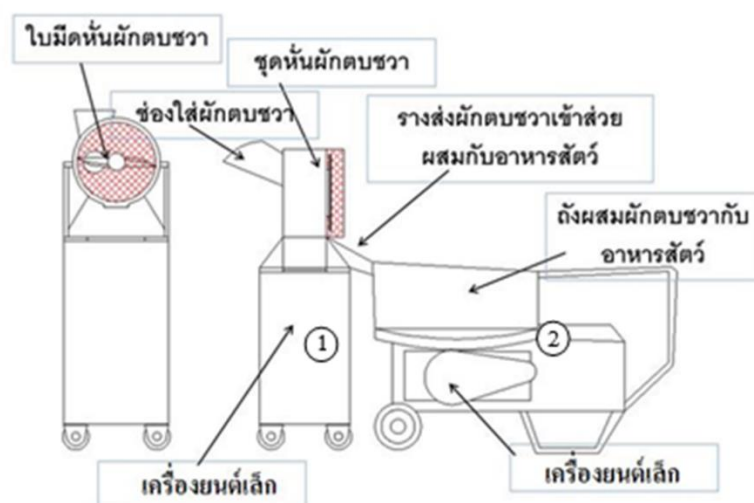 ใบมีดหั่นผักตบชวา
ชุดหั่นผักตบชวา
ช่องใส่ผักตบชวา
รางส่งผักตบชวาเข้าส่วย
ผสมกับอาหารสัตว์
ถังผสมผักตบชวากับ
อาหารสัตว์
1
2
เครื่องยนต์เล็ก
เครื่องยนต์เล็ก